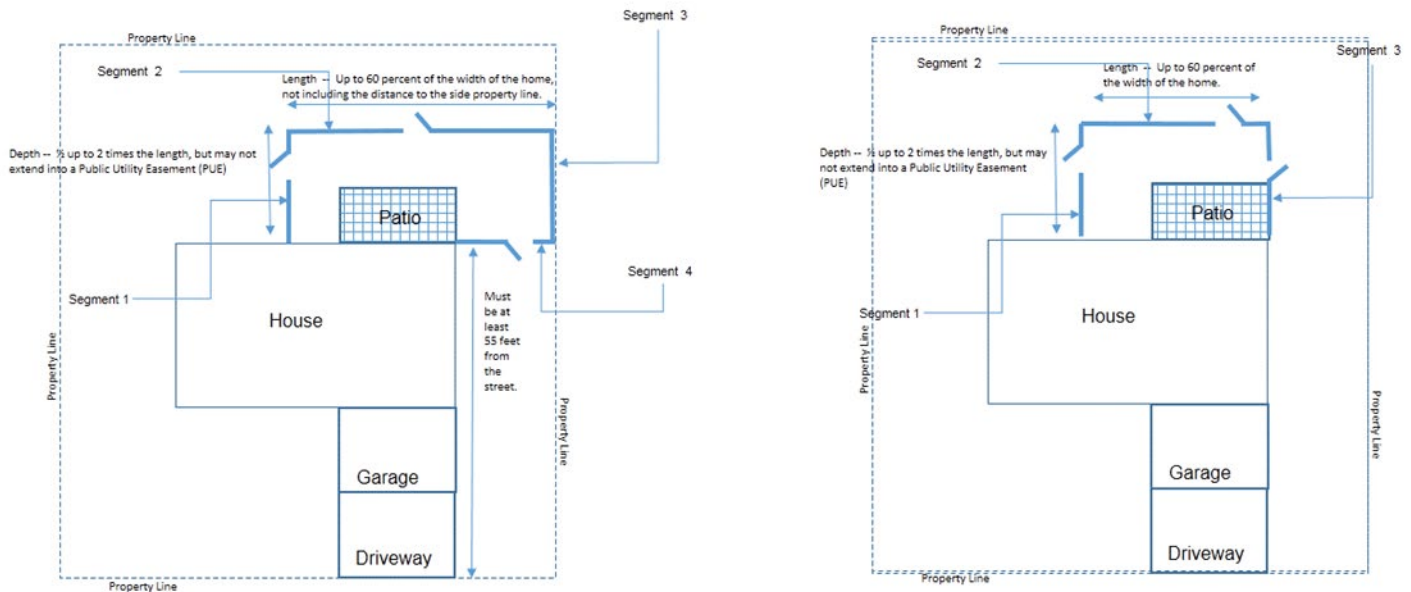 Segment 3
Property Line
Segment 2
Length -- Up to 60 percent of the width of the home,
not including the distance to the side property line.
Depth -- ½ up to 2 times the length, but may not
extend into a Public Utility Easement (PUE)
Patio
Segment 4
Segment 1
House
Must
be at
least
55 feet
from
the
street.
Property Line
Property Line
Garage
Driveway
Property Line
Property Line
Segment 3
Segment 2
Length -- Up to 60 percent of
the width of the home.
Depth -- ½ up to 2 times the length, but may
not extend into a Public Utility Easement
(PUE)
Patio
Segment 1
House
Property Line
Property Line
Garage
Driveway
Property Line